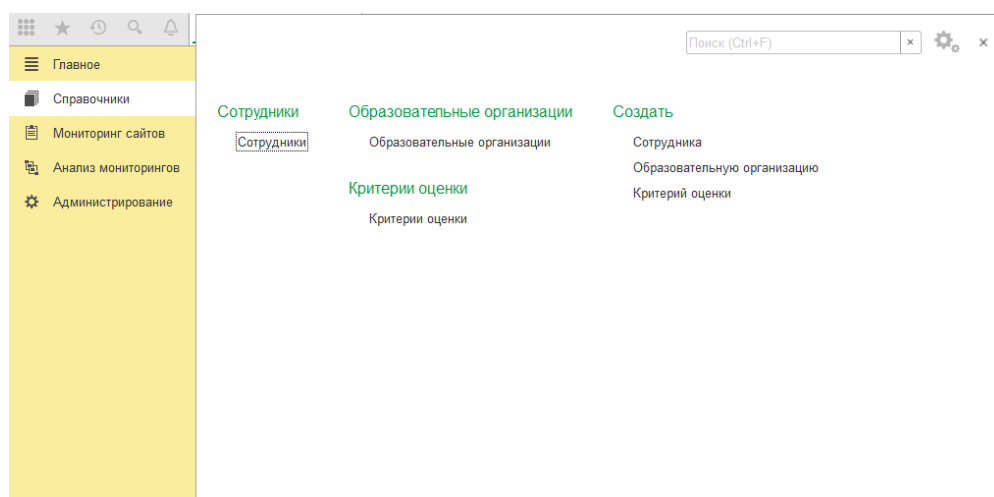 Поиск (Ctrl+F)
Главное
Справочники
Мониторинг сайтов
Анализ мониторингов
Администрирование
Сотрудники
Сотрудники
Образовательные организации
Образовательные организации
Критерии оценки
Критерии оценки
Создать
Сотрудника
Образовательную организацию
Критерий оценки